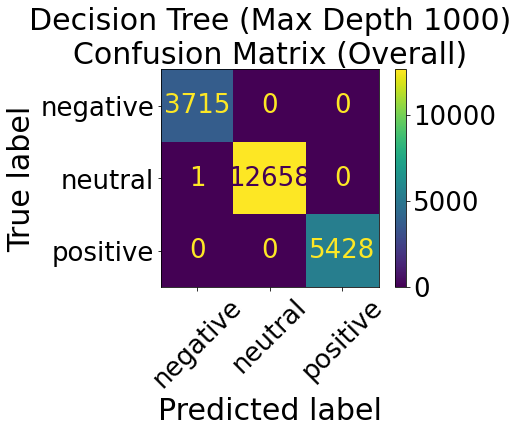 Decision Tree (Max Depth 1000)
Confusion Matrix (Overall)
True label
negative 3715 0 0
neutral 1 12658 0
positive 0 0 5428
negative neutral positive
Predicted label
10000
5000
0